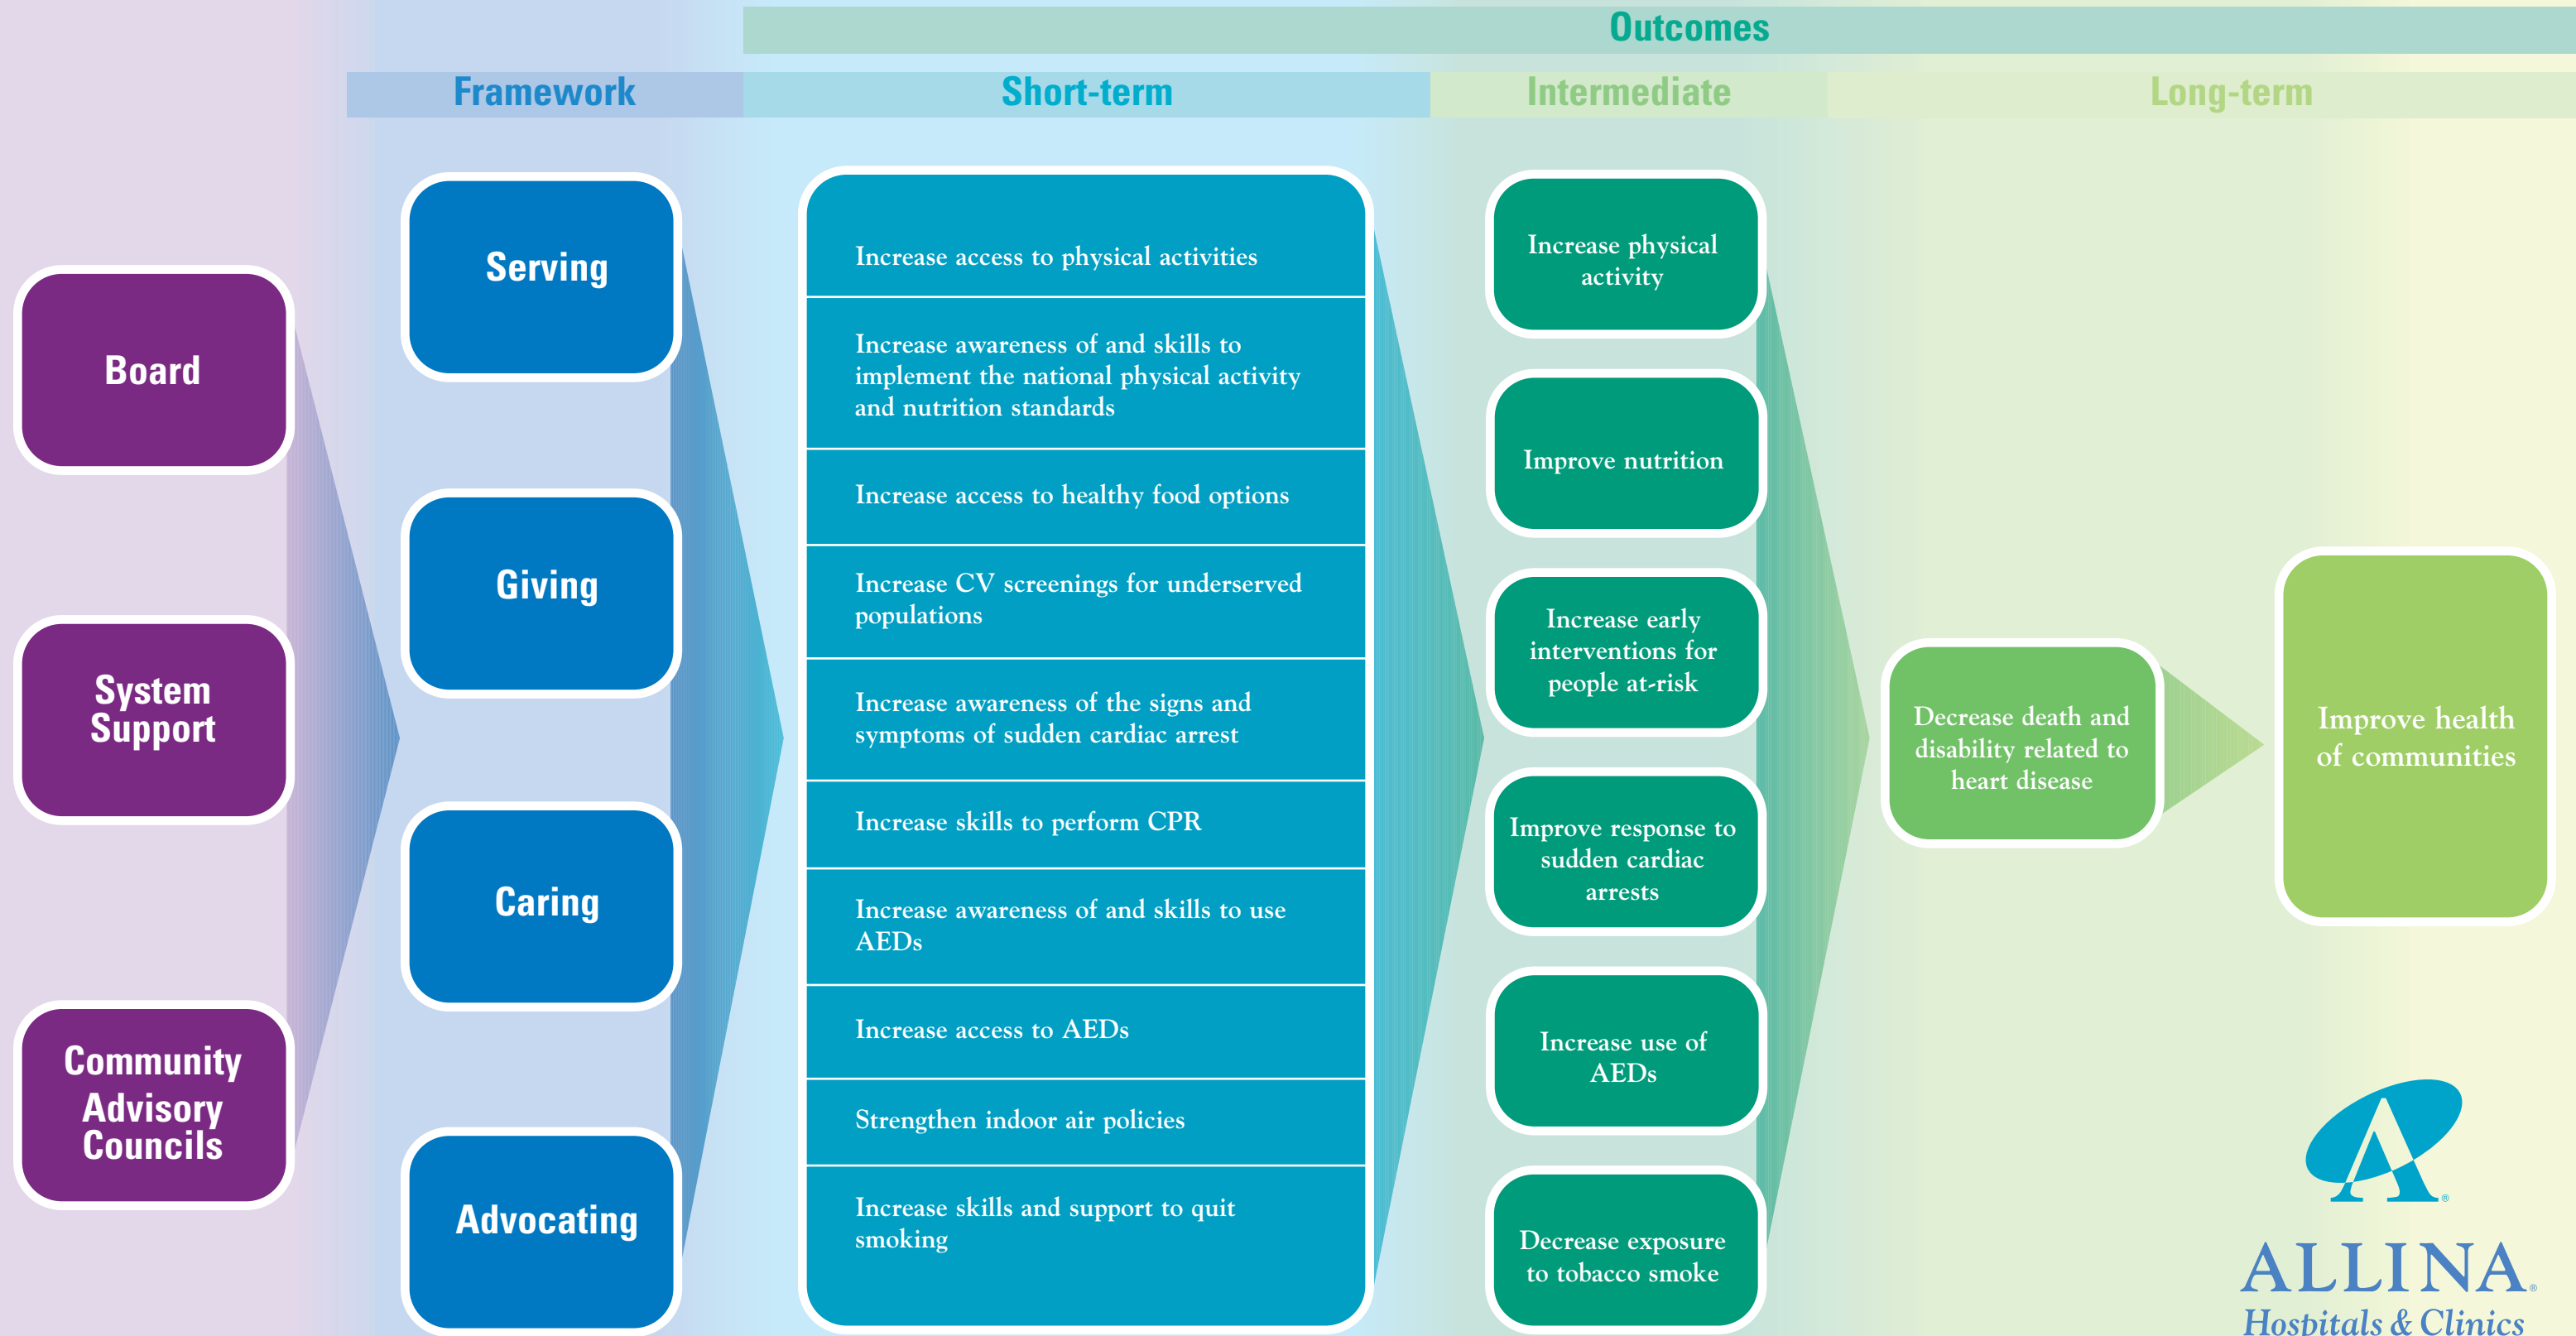 Outcomes
Framework
Short-term
Intermediate
Long-term
Board
System
Support
Community
Advisory
Councils
Serving
Giving
Caring
Advocating
Increase access to physical activities
Increase awareness of and skills to
implement the national physical activity
and nutrition standards
Increase access to healthy food options
Increase CV screenings for underserved
populations
Increase awareness of the signs and
symptoms of sudden cardiac arrest
Increase skills to perform CPR
Increase awareness of and skills to use
AEDs
Increase access to AEDs
Strengthen indoor air policies
Increase skills and support to quit
smoking
Increase physical
activity
Improve nutrition
Increase early
interventions for
people at-risk
Improve response to
sudden cardiac
arrests
Increase use of
AEDs
Decrease exposure
to tobacco smoke
Decrease death and
disability related to
heart disease
Improve health
of communities
A®
ALLINA®
Hospitals & Clinics